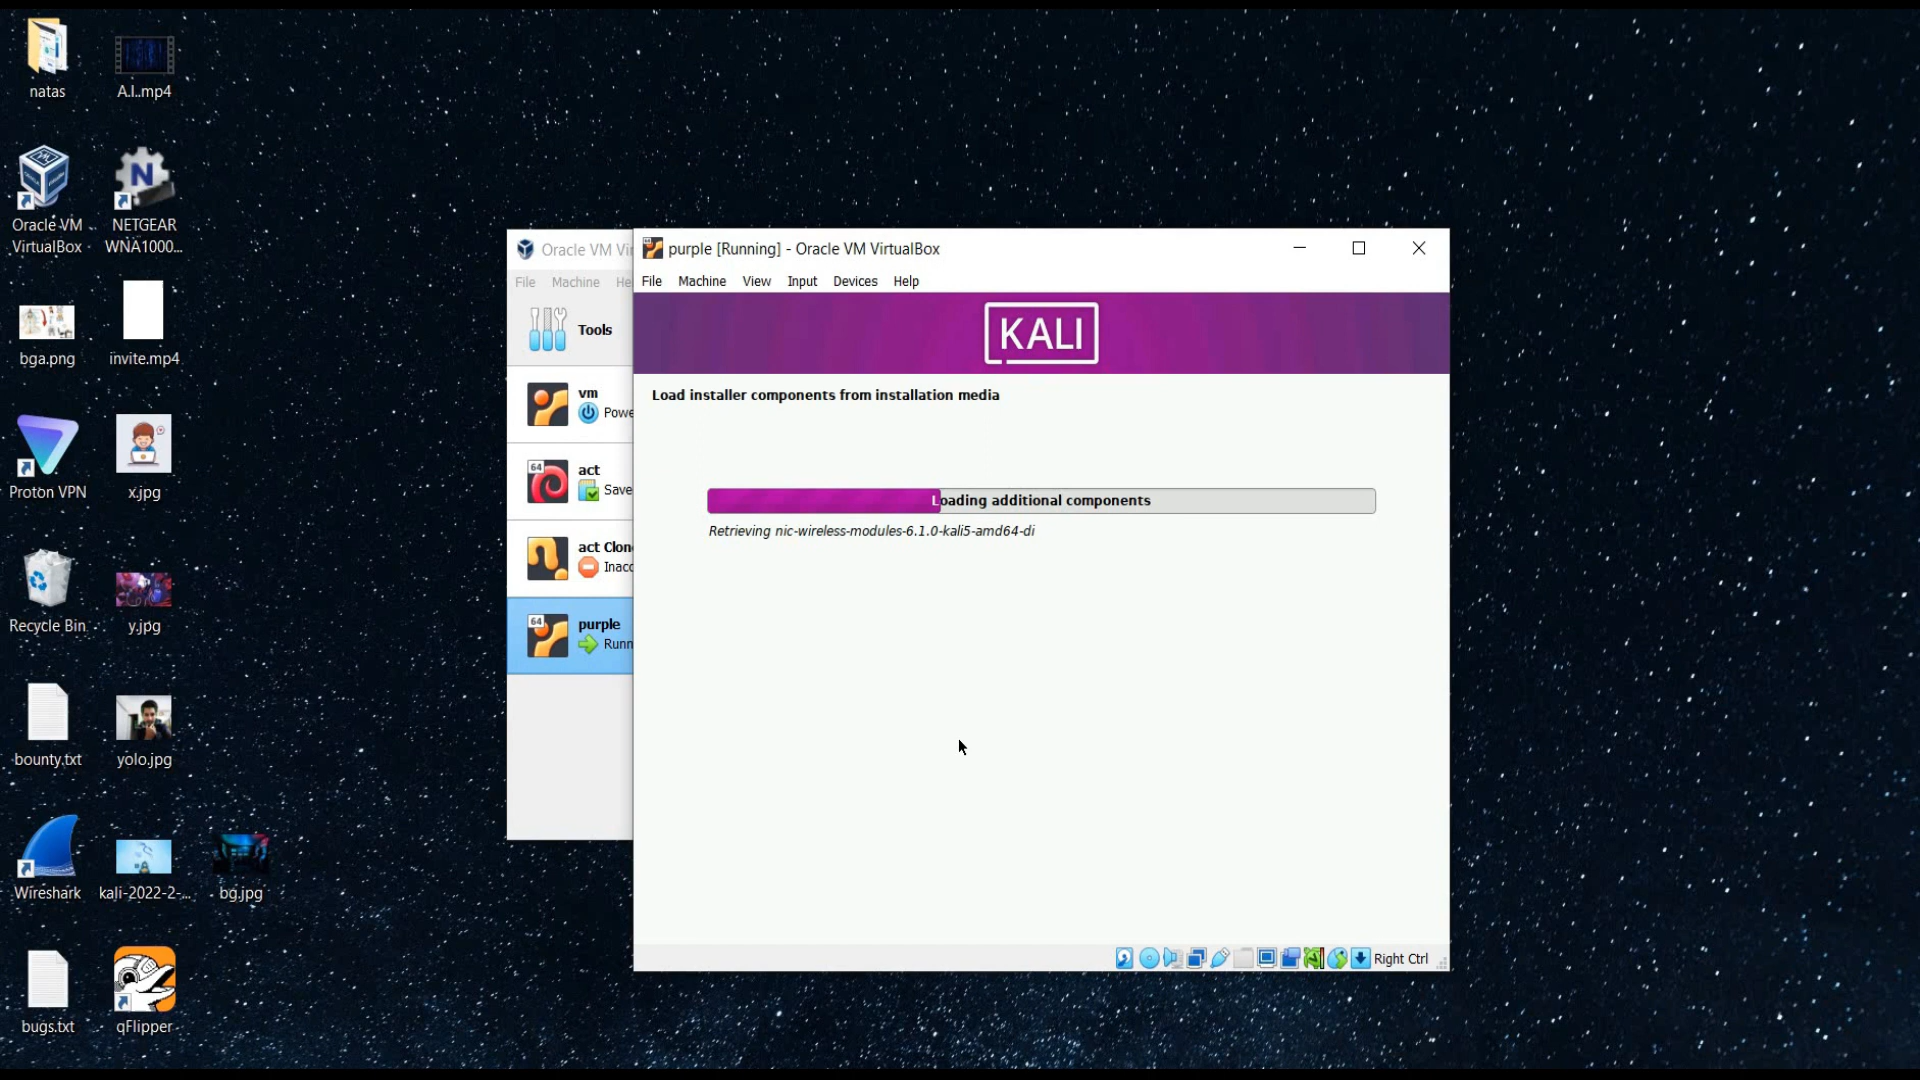 natas
A.I..mp4
Oracle VM
VirtualBox
NETGEAR
WNA1000...
bga.png
invite.mp4
Proton VPN
x.jpg
Recycle Bin
y.jpg
bounty.txt
yolo.jpg
Wireshark
kali-2022-2-...
bg.jpg
bugs.txt
qFlipper
Oracle VM Vi
File Machine He
Tools
vm
Powe
64
act
Save
act Clon
Inacc
64
purple
Runn
purple [Running] - Oracle VM VirtualBox
File Machine View Input Devices Help
KALI
Load installer components from installation media
Loading additional components
Retrieving nic-wireless-modules-6.1.0-kali5-amd64-di
Right Ctrl